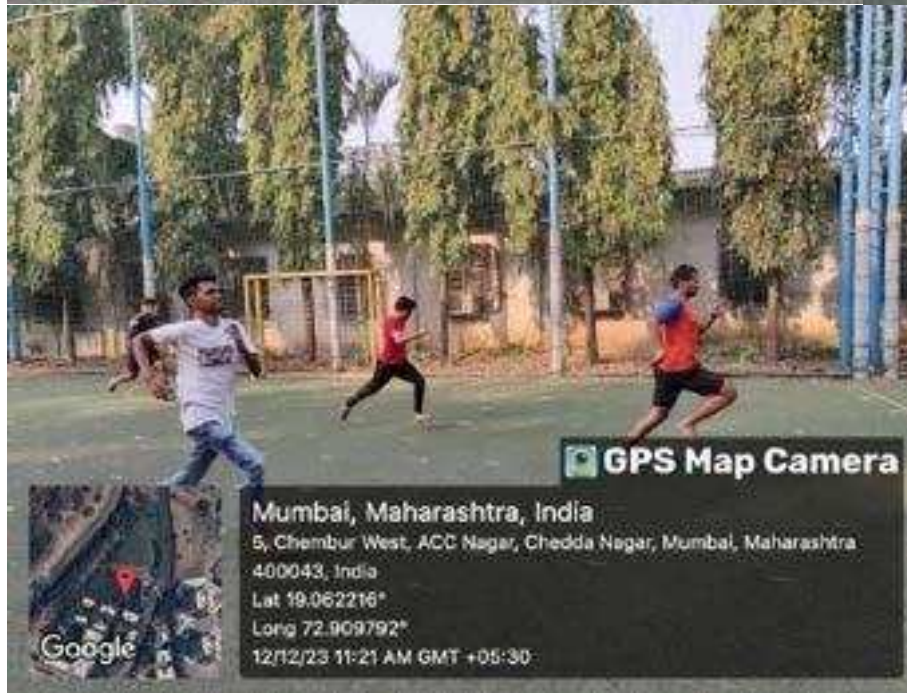 GPS Map Camera
Mumbai, Maharashtra, India
5, Chembur West, ACC Nagar, Chedda Nagar, Mumbai, Maharashtra
400043, India
Lat 19.062216°
Long 72.909792°
12/12/23 11:21 AM GMT +05:30
Google